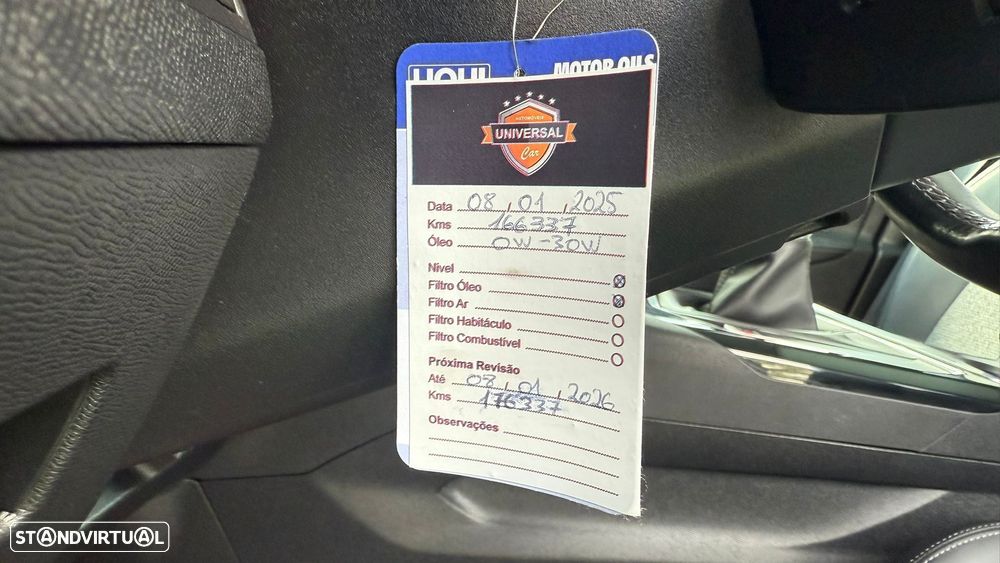 MOTOR OILS
AUTOMÓVEIS
UNIVERSAL
Car
Data 08, 01, 2025
Kms 166337
Óleo 0W-30W
Nível
Filtro Óleo
Filtro Ar
Filtro Habitáculo
Filtro Combustível
Próxima Revisão
Até 08, 01, 2026
Kms 176337
Observações
STANDVIRTUAL